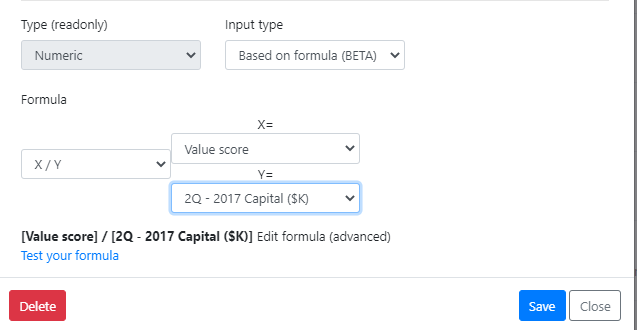 Type (readonly) Input type
Numeric Based on formula (BETA)
Formula
X=
Value score
X / Y
Y=
2Q - 2017 Capital ($K)
[Value score] / [2Q - 2017 Capital ($K)] Edit formula (advanced)
Test your formula
Delete Save Close